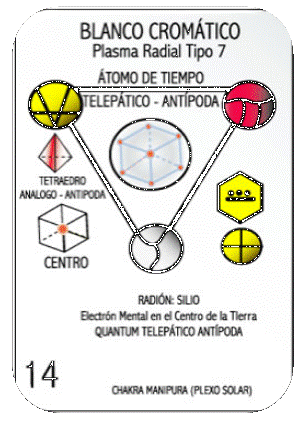 BLANCO CROMÁTICO
Plasma Radial Tipo 7
ÁTOMO DE TIEMPO
TELEPÁTICO - ANTÍPODA
TETRAEDRO
ANALOGO - ANTIPODA
CENTRO
RADIÓN: SILIO
Electrón Mental en el Centro de la TIerra
QUANTUM TELEPÁTICO ANTÍPODA
14
CHAKRA MANIPURA (PLEXO SOLAR)